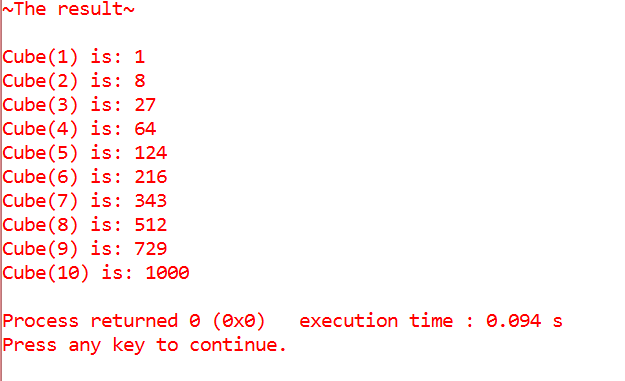 ~The result~
Cube(1) is: 1
Cube(2) is: 8
Cube(3) is: 27
Cube(4) is: 64
Cube(5) is: 124
Cube(6) is: 216
Cube(7) is: 343
Cube(8) is: 512
Cube(9) is: 729
Cube(10) is: 1000
Process returned 0 (0x0)   execution time : 0.094 s
Press any key to continue.